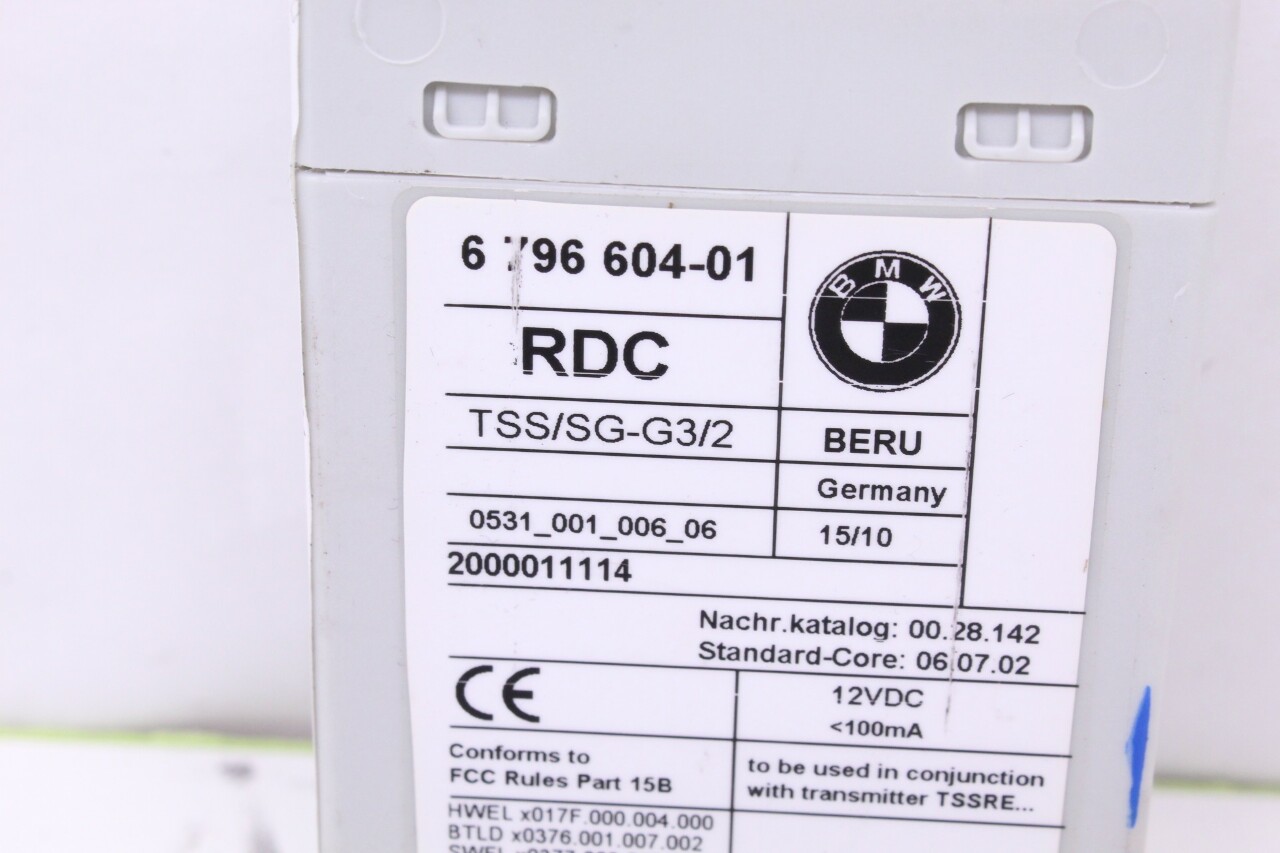 6 796 604-01
BMW
RDC
TSS/SG-G3/2
BERU
Germany
0531_001_006_06
15/10
2000011114
Nachr.katalog: 00.28.142
Standard-Core: 06.07.02
CE
12VDC
<100mA
Conforms to
FCC Rules Part 15B
to be used in conjunction
with transmitter TSSRE...
HWEL x017F.000.004.000
BTLD x0376.001.007.002